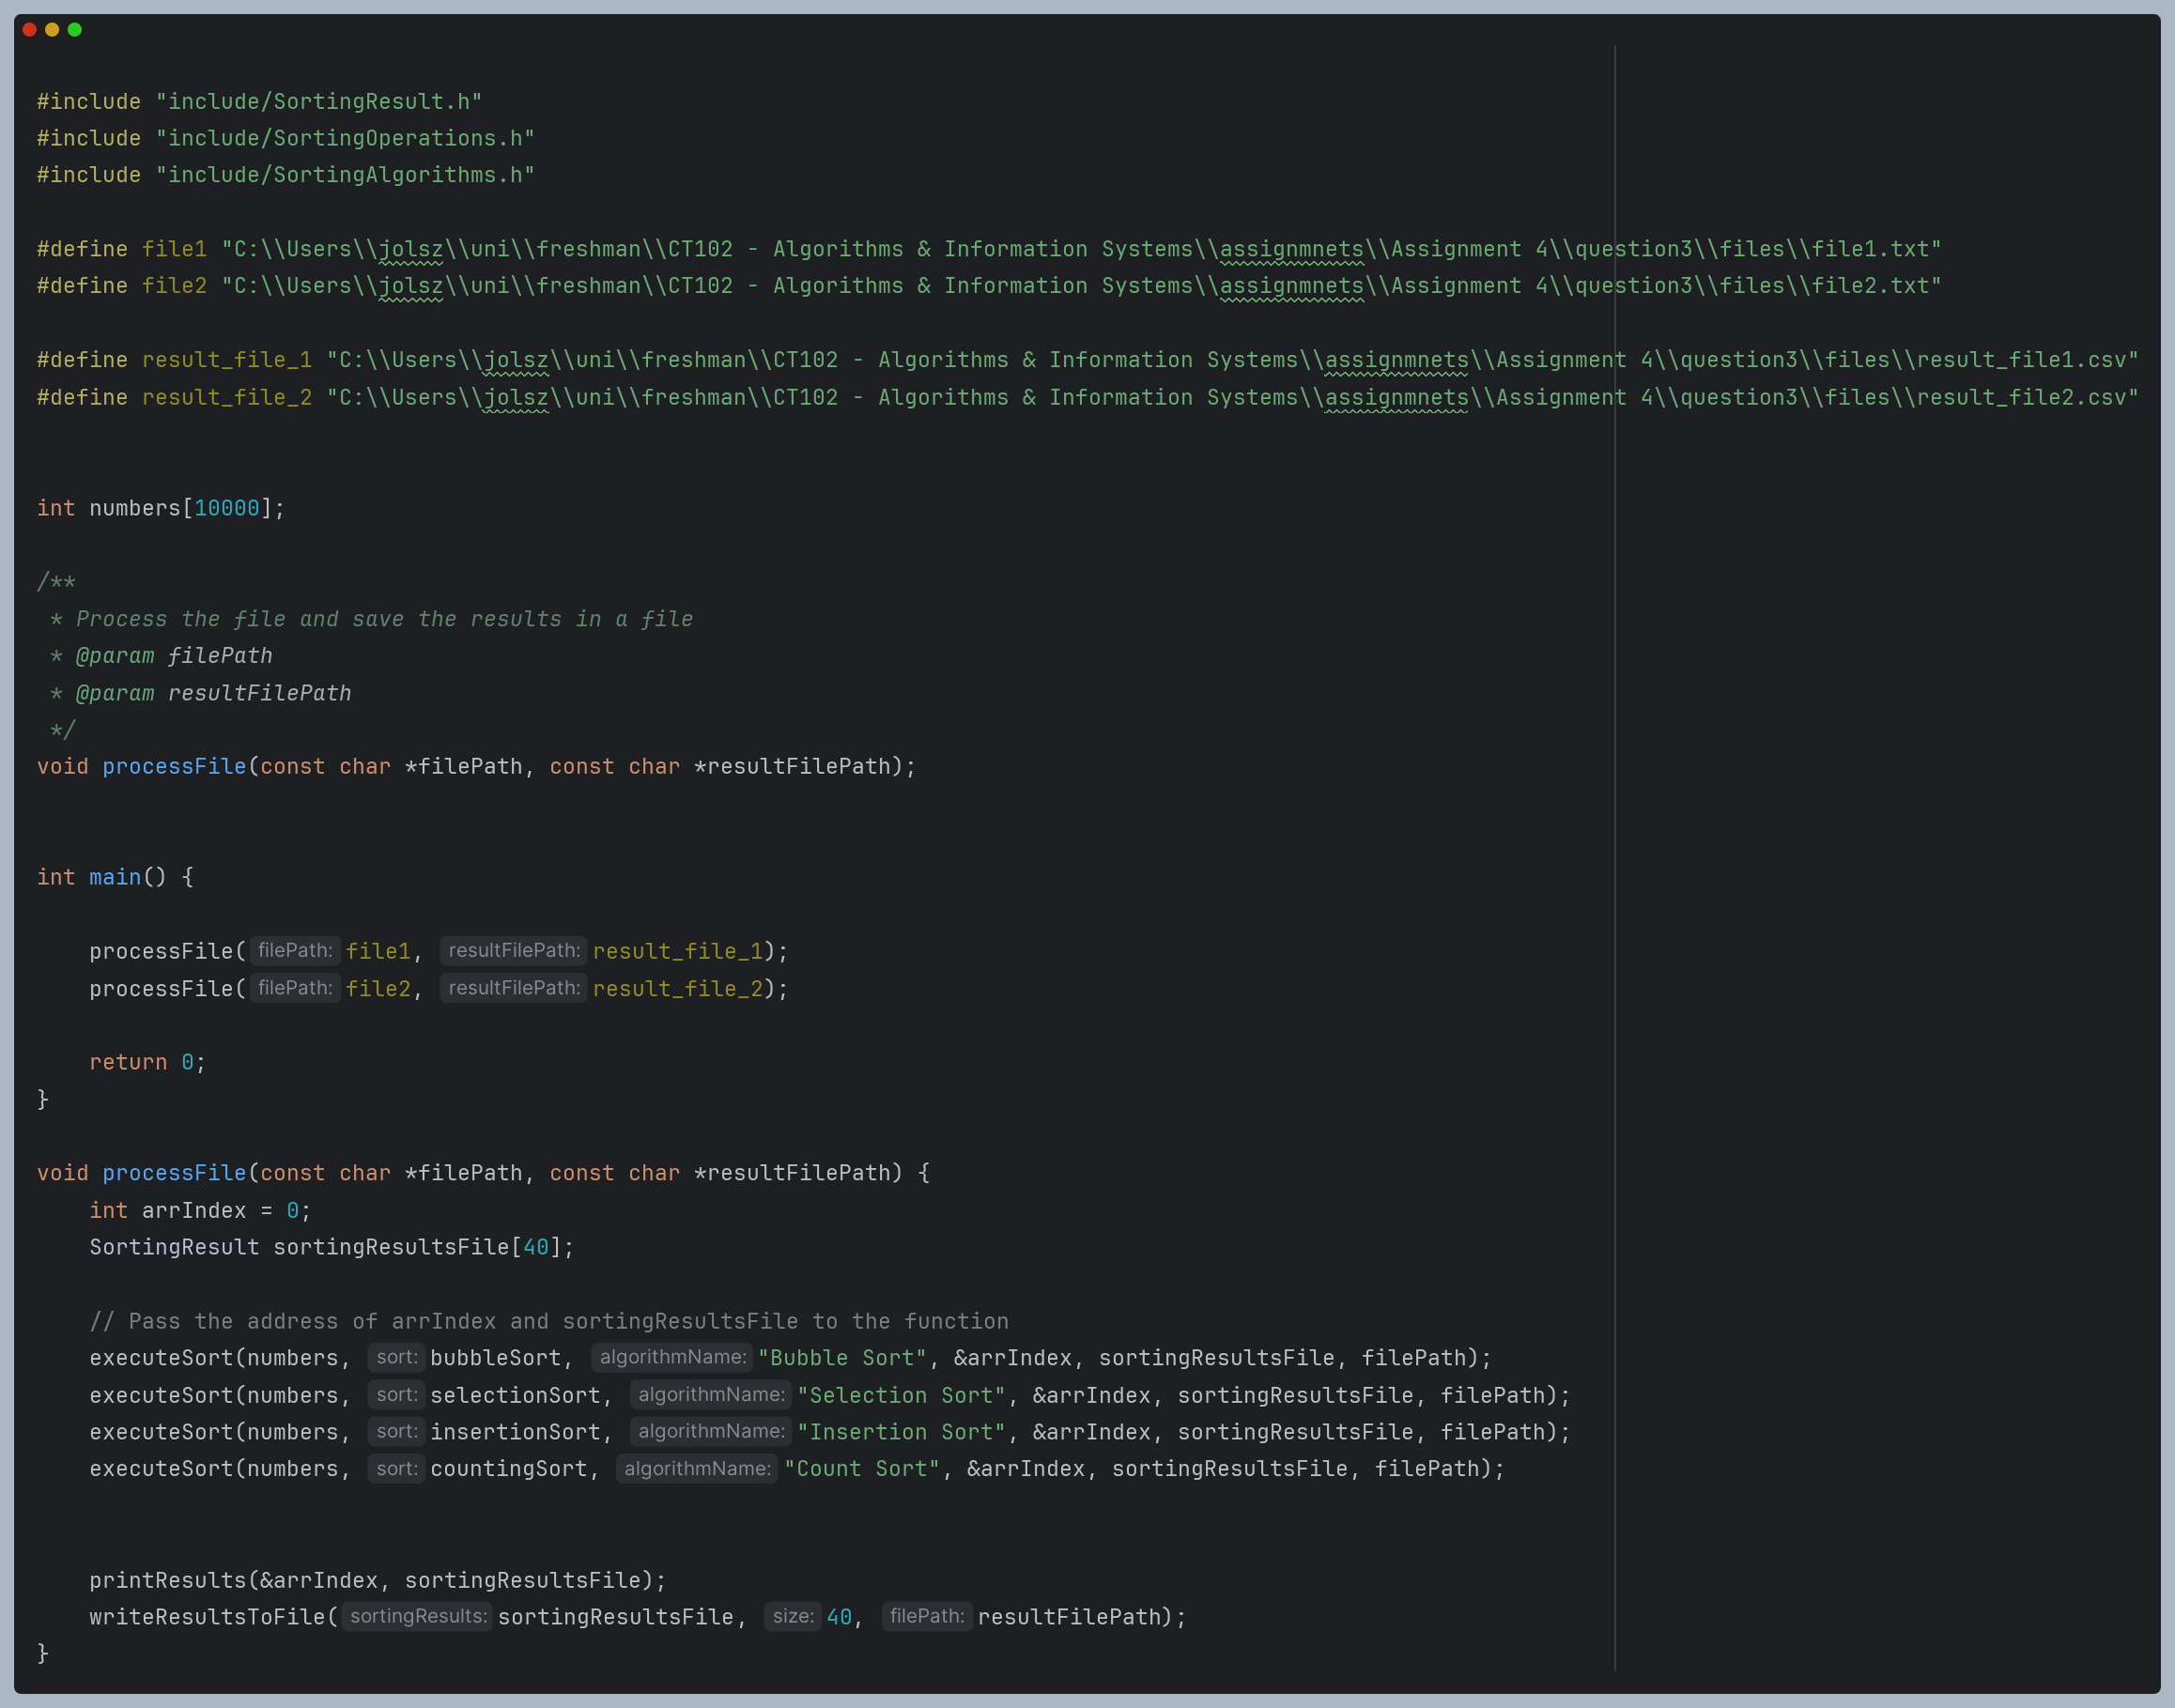 #include "include/SortingResult.h"
#include "include/SortingOperations.h"
#include "include/SortingAlgorithms.h"
#define file1 "C:\\Users\\jolsz\\uni\\freshman\\CT102 - Algorithms & Information Systems\\assignmnets\\Assignment 4\\question3\\files\\file1.txt"
#define file2 "C:\\Users\\jolsz\\uni\\freshman\\CT102 - Algorithms & Information Systems\\assignmnets\\Assignment 4\\question3\\files\\file2.txt"
#define result_file_1 "C:\\Users\\jolsz\\uni\\freshman\\CT102 - Algorithms & Information Systems\\assignmnets\\Assignment 4\\question3\\files\\result_file1.csv"
#define result_file_2 "C:\\Users\\jolsz\\uni\\freshman\\CT102 - Algorithms & Information Systems\\assignmnets\\Assignment 4\\question3\\files\\result_file2.csv"
int numbers[10000];
/**
 * Process the file and save the results in a file
 * @param filePath
 * @param resultFilePath
 */
void processFile(const char *filePath, const char *resultFilePath);
int main() {
    processFile( filePath: file1,  resultFilePath: result_file_1);
    processFile( filePath: file2,  resultFilePath: result_file_2);
    return 0;
}
void processFile(const char *filePath, const char *resultFilePath) {
    int arrIndex = 0;
    SortingResult sortingResultsFile[40];
    // Pass the address of arrIndex and sortingResultsFile to the function
    executeSort(numbers,  sort: bubbleSort,  algorithmName: "Bubble Sort", &arrIndex, sortingResultsFile, filePath);
    executeSort(numbers,  sort: selectionSort,  algorithmName: "Selection Sort", &arrIndex, sortingResultsFile, filePath);
    executeSort(numbers,  sort: insertionSort,  algorithmName: "Insertion Sort", &arrIndex, sortingResultsFile, filePath);
    executeSort(numbers,  sort: countingSort,  algorithmName: "Count Sort", &arrIndex, sortingResultsFile, filePath);
    printResults(&arrIndex, sortingResultsFile);
    writeResultsToFile( sortingResults: sortingResultsFile,  size: 40,  filePath: resultFilePath);
}